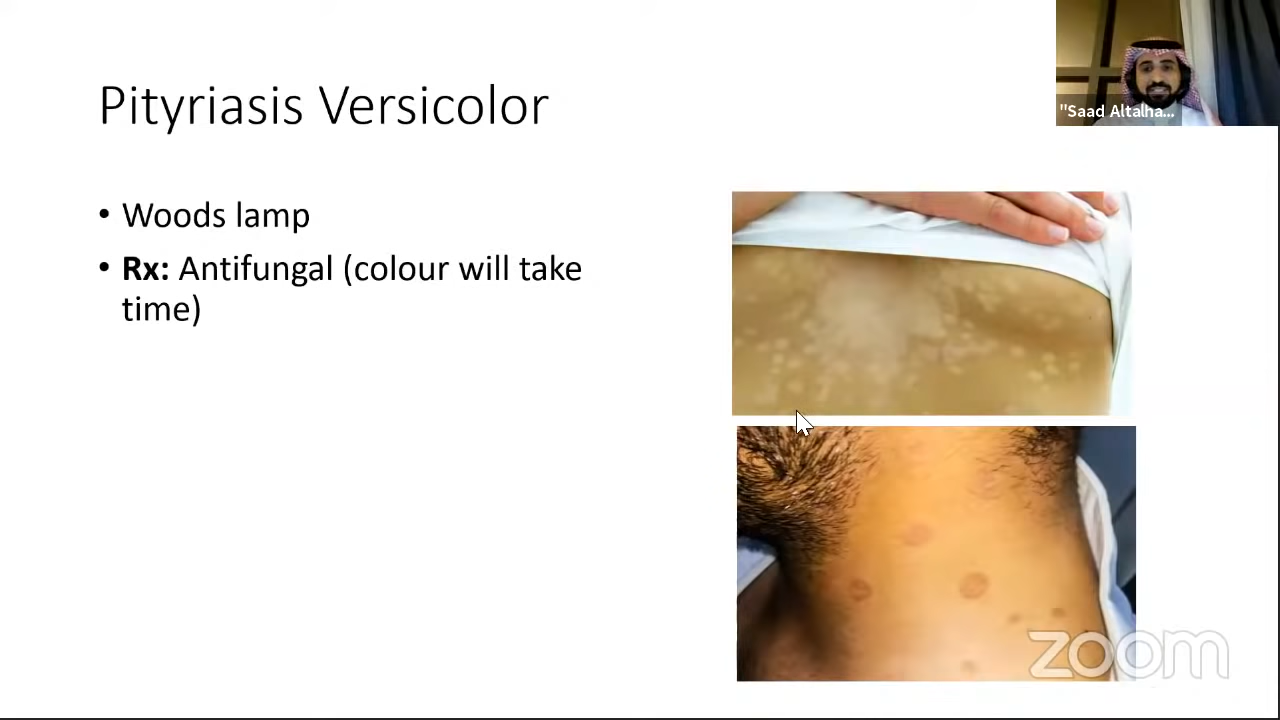 Pityriasis Versicolor
"Saad Altalha...
• Woods lamp
• Rx: Antifungal (colour will take
time)
zoom